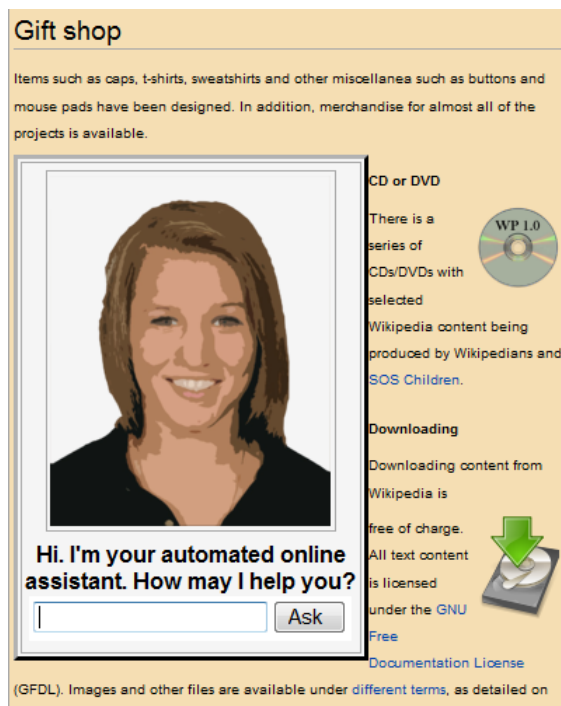 Gift shop
Items such as caps, t-shirts, sweatshirts and other miscellanea such as buttons and
mouse pads have been designed. In addition, merchandise for almost all of the
projects is available.
Hi. I'm your automated online
assistant. How may I help you?
Ask
CD or DVD
There is a
series of
CDs/DVDs with
selected
Wikipedia content being
produced by Wikipedians and
SOS Children.
WP 1.0
Downloading
Downloading content from
Wikipedia is
free of charge.
All text content
is licensed
under the GNU
Free
Documentation License
(GFDL). Images and other files are available under different terms, as detailed on